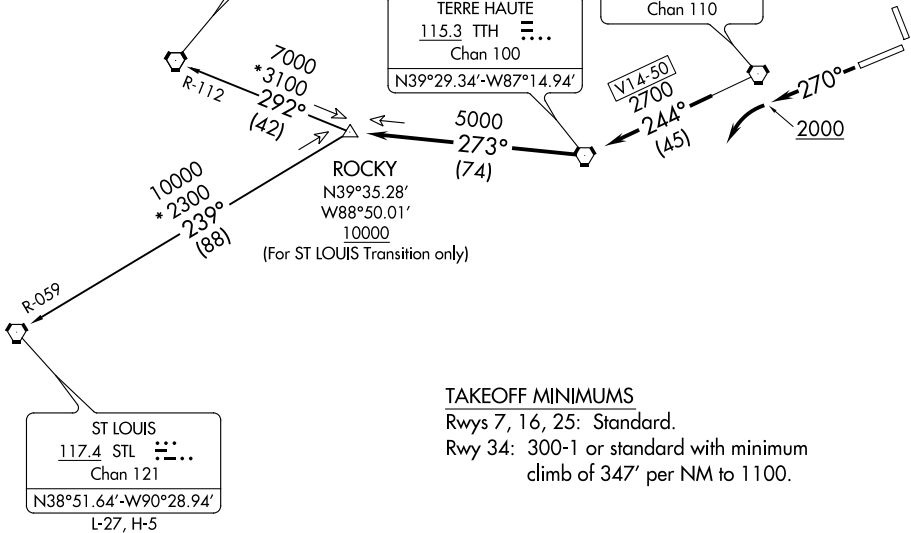 TERRE HAUTE
115.3 TTH
Chan 100
N39°29.34'-W87°14.94'
Chan 110
R-112
7000
*3100
292°
(42)
5000
273°
(74)
V14-50
2700
244°
(45)
270°
2000
ROCKY
N39°35.28'
W88°50.01'
10000
(For ST LOUIS Transition only)
10000
*2300
239°
(88)
R-059
ST LOUIS
117.4 STL
Chan 121
N38°51.64'-W90°28.94'
L-27, H-5
TAKEOFF MINIMUMS
Rwys 7, 16, 25: Standard.
Rwy 34: 300-1 or standard with minimum
climb of 347' per NM to 1100.